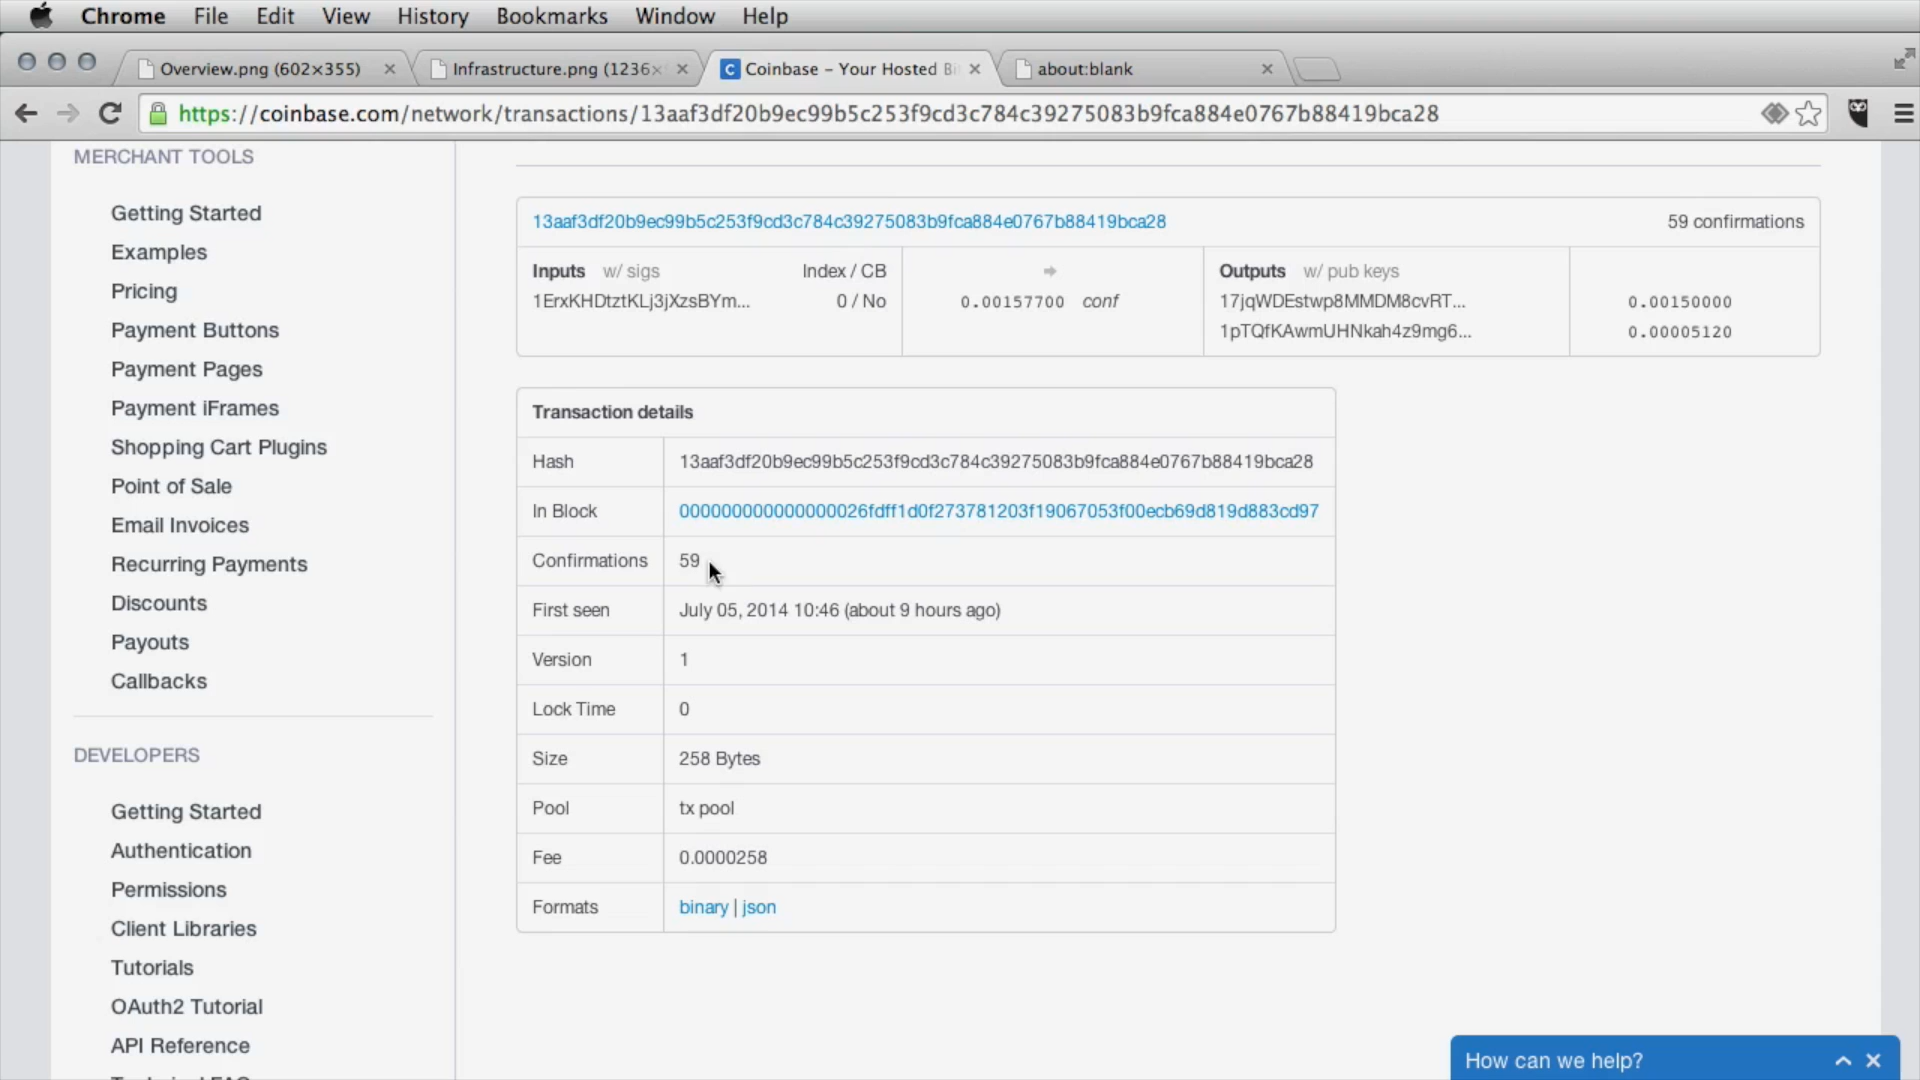 Chrome File Edit View History Bookmarks Window Help
Overview.png (602×355) Infrastructure.png (1236× Coinbase – Your Hosted Bi about:blank
https://coinbase.com/network/transactions/13aaf3df20b9ec99b5c253f9cd3c784c39275083b9fca884e0767b88419bca28
MERCHANT TOOLS
Getting Started
Examples
Pricing
Payment Buttons
Payment Pages
Payment iFrames
Shopping Cart Plugins
Point of Sale
Email Invoices
Recurring Payments
Discounts
Payouts
Callbacks
DEVELOPERS
Getting Started
Authentication
Permissions
Client Libraries
Tutorials
OAuth2 Tutorial
API Reference
13aaf3df20b9ec99b5c253f9cd3c784c39275083b9fca884e0767b88419bca28 59 confirmations
Inputs w/ sigs Index / CB ⇒ Outputs w/ pub keys
1ErxKHDtztKLj3jXzsBYm... 0 / No 0.00157700 conf 17jqWDEstwp8MMDM8cvRT... 0.00150000
1pTQfKAwmUHNkah4z9mg6... 0.00005120
Transaction details
Hash 13aaf3df20b9ec99b5c253f9cd3c784c39275083b9fca884e0767b88419bca28
In Block 000000000000000026fdff1d0f273781203f19067053f00ecb69d819d883cd97
Confirmations 59
First seen July 05, 2014 10:46 (about 9 hours ago)
Version 1
Lock Time 0
Size 258 Bytes
Pool tx pool
Fee 0.0000258
Formats binary | json
How can we help?